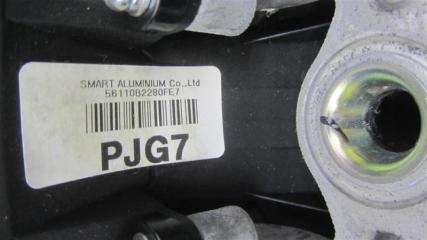 SMART ALUMINIUM Co.,Ltd
56110B2280FE7
PJG7